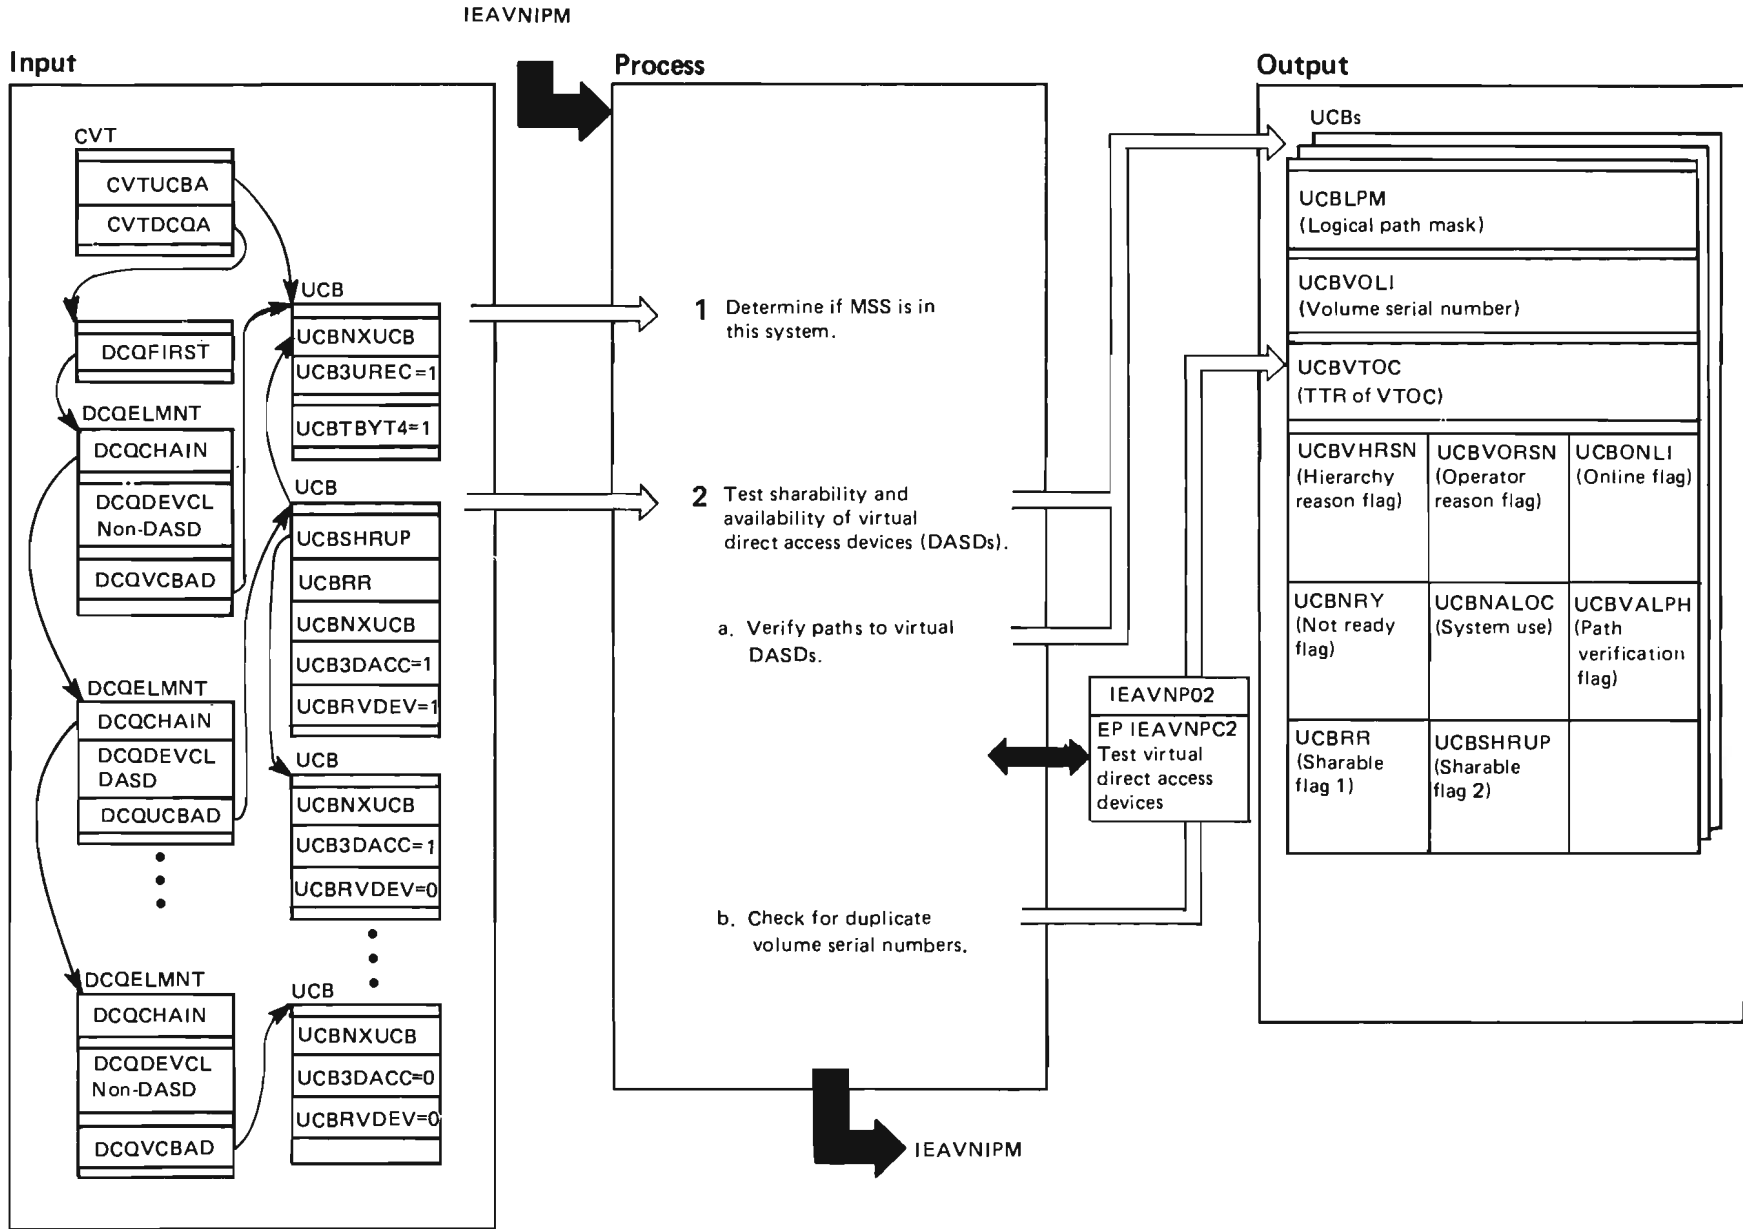 IEAVNIPM
Input
CVT
CVTUCBA
CVTDCQA
DCQFIRST
DCQELMNT
DCQCHAIN
DCQDEVCL
Non-DASD
DCQVCBAD
DCQELMNT
DCQCHAIN
DCQDEVCL
DASD
DCQUCBAD
DCQELMNT
DCQCHAIN
DCQDEVCL
Non-DASD
DCQVCBAD
UCB
UCBNXUCB
UCB3UREC=1
UCBTBYT4=1
UCB
UCBSHRUP
UCBRR
UCBNXUCB
UCB3DACC=1
UCBRVDEV=1
UCB
UCBNXUCB
UCB3DACC=1
UCBRVDEV=0
UCB
UCBNXUCB
UCB3DACC=0
UCBRVDEV=0
Process
1 Determine if MSS is in
this system.
2 Test sharability and
availability of virtual
direct access devices (DASDs).
a. Verify paths to virtual
DASDs.
IEAVNP02
EP IEAVNPC2
Test virtual
direct access
devices
b. Check for duplicate
volume serial numbers.
IEAVNIPM
Output
UCBs
UCBLPM
(Logical path mask)
UCBVOLI
(Volume serial number)
UCBVTOC
(TTR of VTOC)
UCBVHRSN
(Hierarchy
reason flag)
UCBVORSN
(Operator
reason flag)
UCBONLI
(Online flag)
UCBNRY
(Not ready
flag)
UCBNALOC
(System use)
UCBVALPH
(Path
verification
flag)
UCBRR
(Sharable
flag 1)
UCBSHRUP
(Sharable
flag 2)